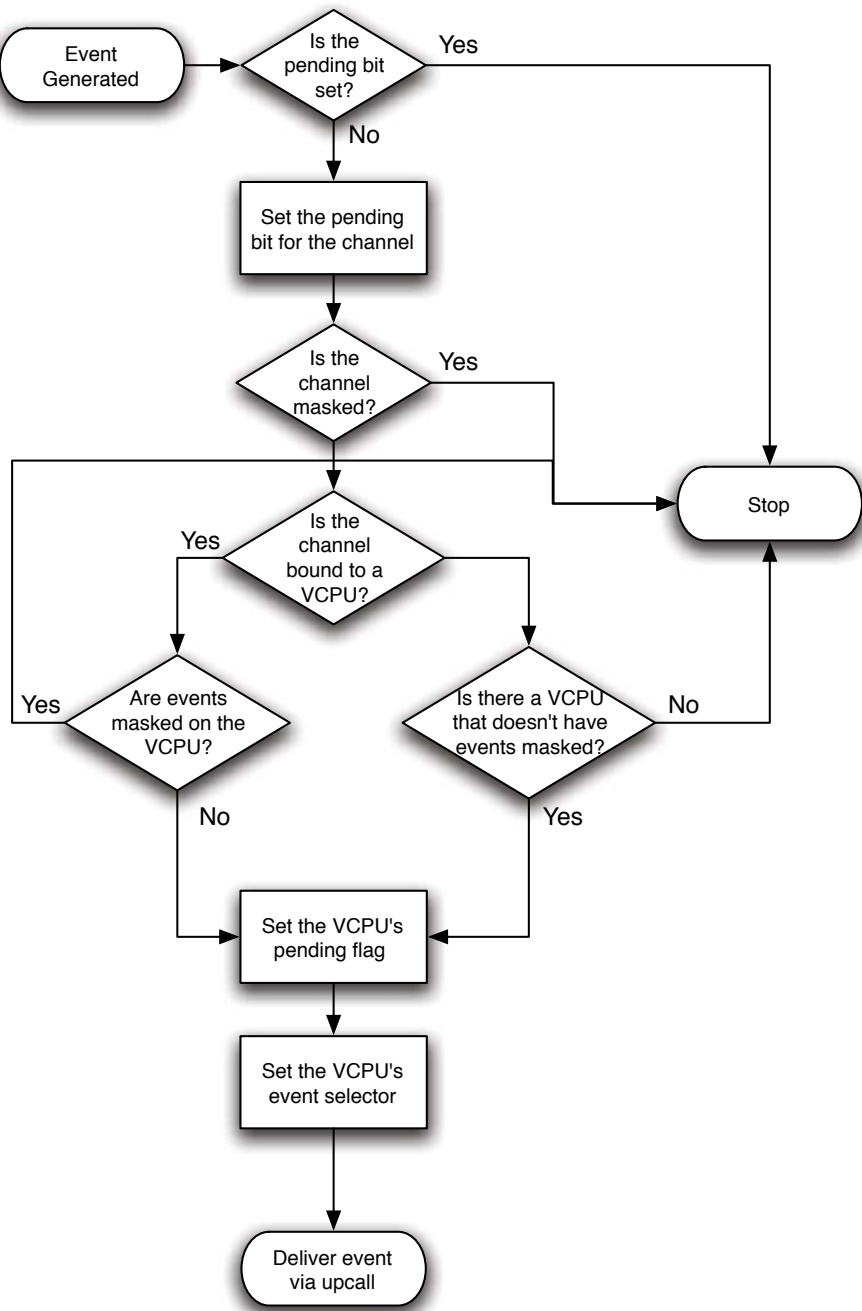 Event
Generated
Is the
pending bit
set?
Yes
No
Set the pending
bit for the channel
Is the
channel
masked?
Yes
Stop
Is the
channel
bound to a
VCPU?
Yes
Are events
masked on the
VCPU?
Yes
No
Is there a VCPU
that doesn't have
events masked?
No
Yes
Set the VCPU's
pending flag
Set the VCPU's
event selector
Deliver event
via upcall